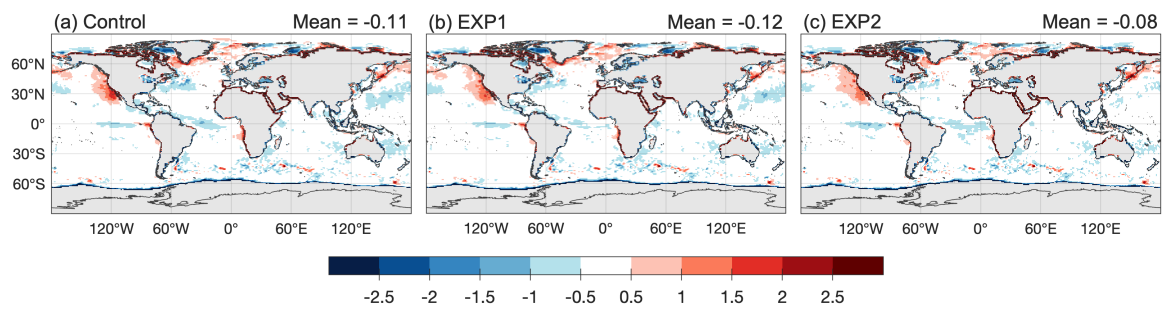 (a) Control Mean = -0.11
(b) EXP1 Mean = -0.12
(c) EXP2 Mean = -0.08
60°N
30°N
0°
30°S
60°S
120°W 60°W 0° 60°E 120°E
120°W 60°W 0° 60°E 120°E
120°W 60°W 0° 60°E 120°E
-2.5 -2 -1.5 -1 -0.5 0.5 1 1.5 2 2.5